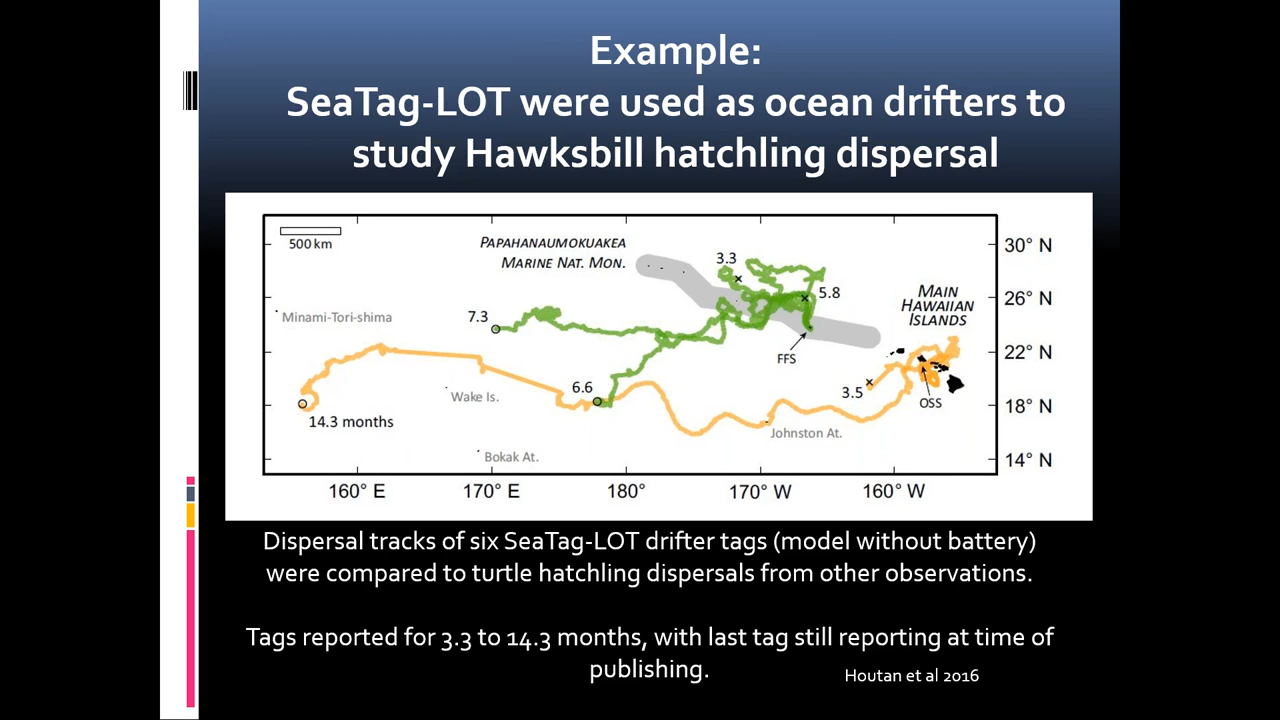 Example:
SeaTag-LOT were used as ocean drifters to
study Hawksbill hatchling dispersal
500 km
PAPAHANAUMOKUAKEA
MARINE NAT. MON.
3.3
5.8
MAIN
HAWAIIAN
ISLANDS
30° N
26° N
22° N
18° N
14° N
Minami-Tori-shima
7.3
FFS
6.6
3.5
OSS
Wake Is.
14.3 months
Johnston At.
Bokak At.
160° E
170° E
180°
170° W
160° W
Dispersal tracks of six SeaTag-LOT drifter tags (model without battery)
were compared to turtle hatchling dispersals from other observations.
Tags reported for 3.3 to 14.3 months, with last tag still reporting at time of
publishing.
Houtan et al 2016